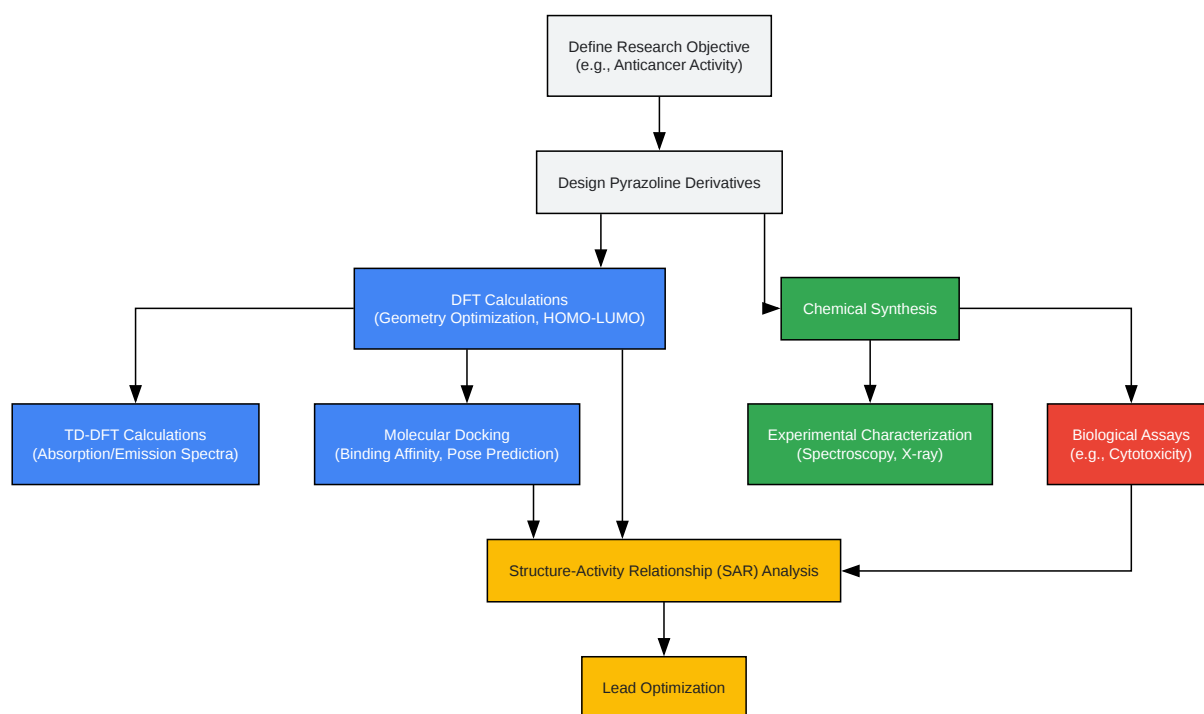 Define Research Objective
(e.g., Anticancer Activity)
Design Pyrazoline Derivatives
DFT Calculations
(Geometry Optimization, HOMO-LUMO)
Chemical Synthesis
TD-DFT Calculations
(Absorption/Emission Spectra)
Molecular Docking
(Binding Affinity, Pose Prediction)
Experimental Characterization
(Spectroscopy, X-ray)
Biological Assays
(e.g., Cytotoxicity)
Structure-Activity Relationship (SAR) Analysis
Lead Optimization